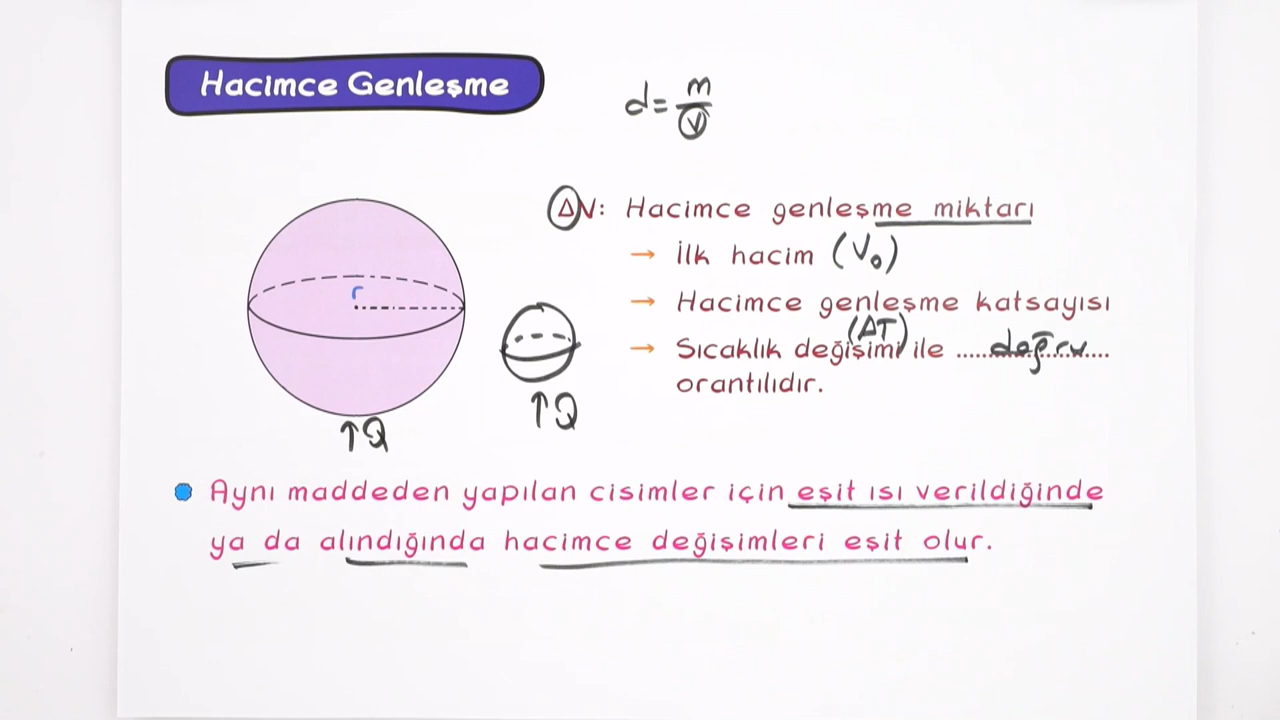 Hacimce Genleşme
d = m/V
ΔV: Hacimce genleşme miktarı
→ İlk hacim (V₀)
→ Hacimce genleşme katsayısı
(ΔT)
→ Sıcaklık değişimi ile ......doğru......
orantılıdır.
r
↑Q
↑Q
Aynı maddeden yapılan cisimler için eşit ısı verildiğinde
ya da alındığında hacimce değişimleri eşit olur.